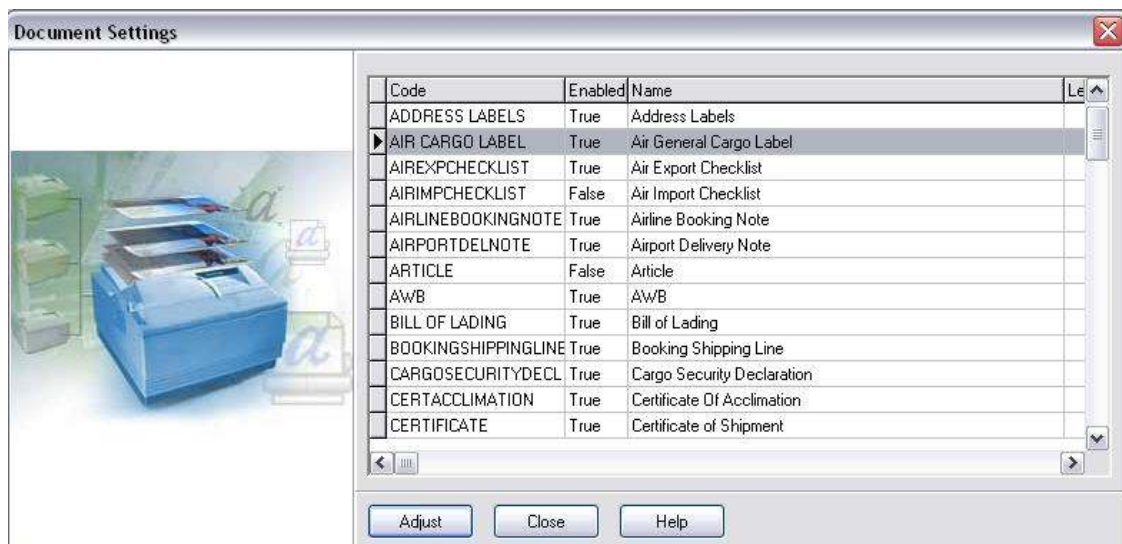 Document Settings
Code Enabled Name Le
ADDRESS LABELS True Address Labels
AIR CARGO LABEL True Air General Cargo Label
AIREXPCHECKLIST True Air Export Checklist
AIRIMPCHECKLIST False Air Import Checklist
AIRLINEBOOKINGNOTE True Airline Booking Note
AIRPORTDELNOTE True Airport Delivery Note
ARTICLE False Article
AWB True AWB
BILL OF LADING True Bill of Lading
BOOKINGSHIPPINGLINE True Booking Shipping Line
CARGOSECURITYDECL True Cargo Security Declaration
CERTACCLIMATION True Certificate Of Acclimation
CERTIFICATE True Certificate of Shipment
Adjust Close Help